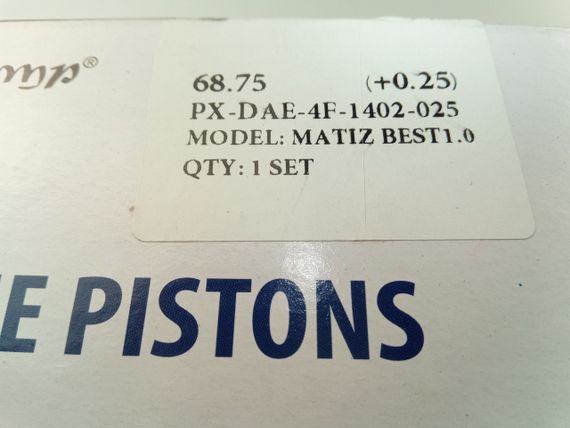 68.75 (+0.25)
PX-DAE-4F-1402-025
MODEL: MATIZ BEST1.0
QTY: 1 SET
E PISTONS